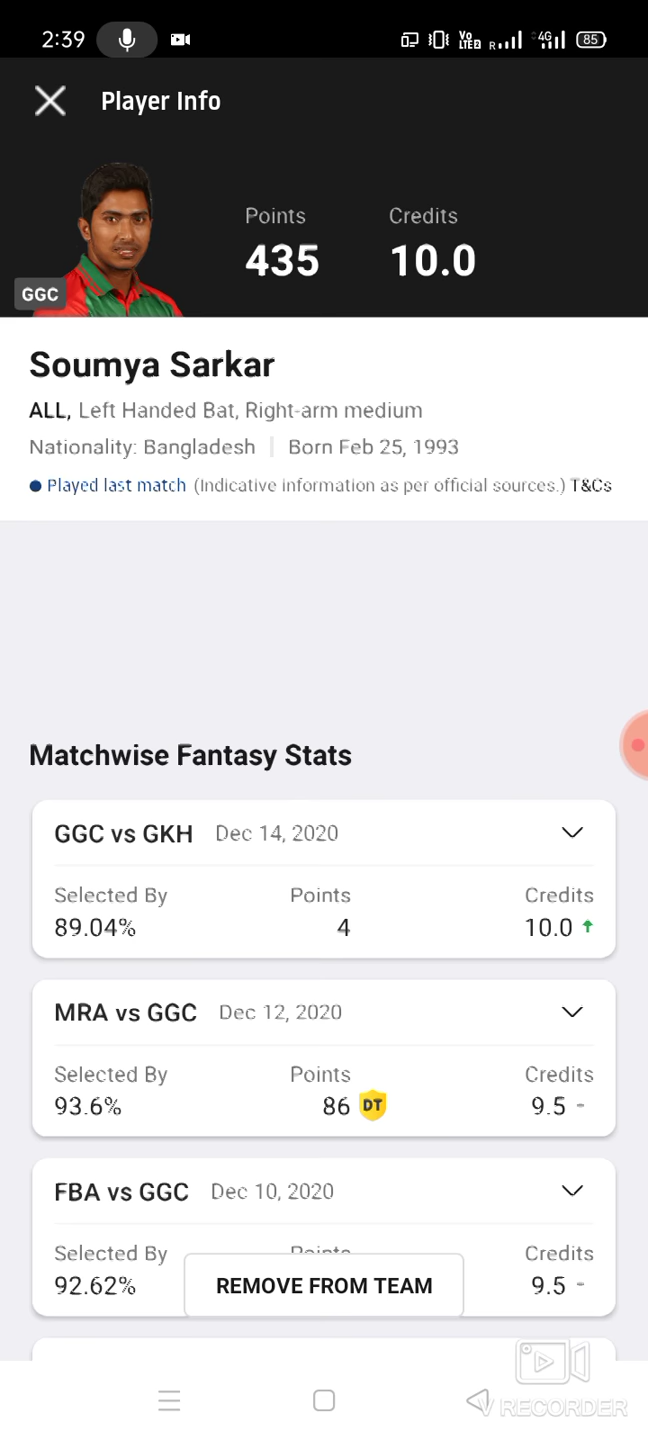 2:39
Vo LTE2 R 4G 85
Player Info
Points Credits
435 10.0
GGC
Soumya Sarkar
ALL, Left Handed Bat, Right-arm medium
Nationality: Bangladesh | Born Feb 25, 1993
Played last match (Indicative information as per official sources.) T&Cs
Matchwise Fantasy Stats
GGC vs GKH Dec 14, 2020
Selected By Points Credits
89.04% 4 10.0
MRA vs GGC Dec 12, 2020
Selected By Points Credits
93.6% 86 DT 9.5 -
FBA vs GGC Dec 10, 2020
Selected By Points Credits
92.62% 9.5 -
REMOVE FROM TEAM
V RECORDER